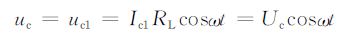 u_c = u_{c1} = I_{c1} R_L cosωt = U_c cosωt